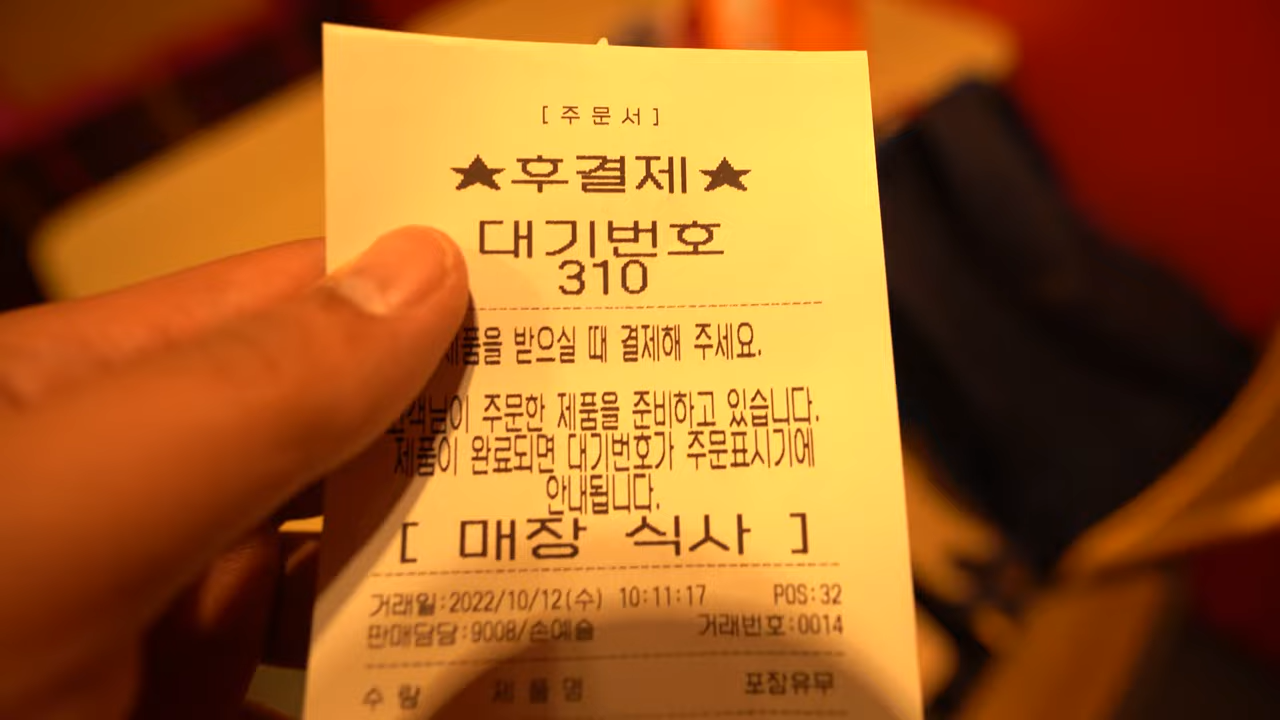 [주문서]
★후결제★
대기번호
310
제품을 받으실 때 결제해 주세요.
고객님이 주문한 제품을 준비하고 있습니다.
제품이 완료되면 대기번호가 주문표시기에
안내됩니다.
[ 매장 식사 ]
거래일:2022/10/12(수) 10:11:17 POS:32
판매담당:9008/손예슬 거래번호:0014
수량 제품명 포장유무